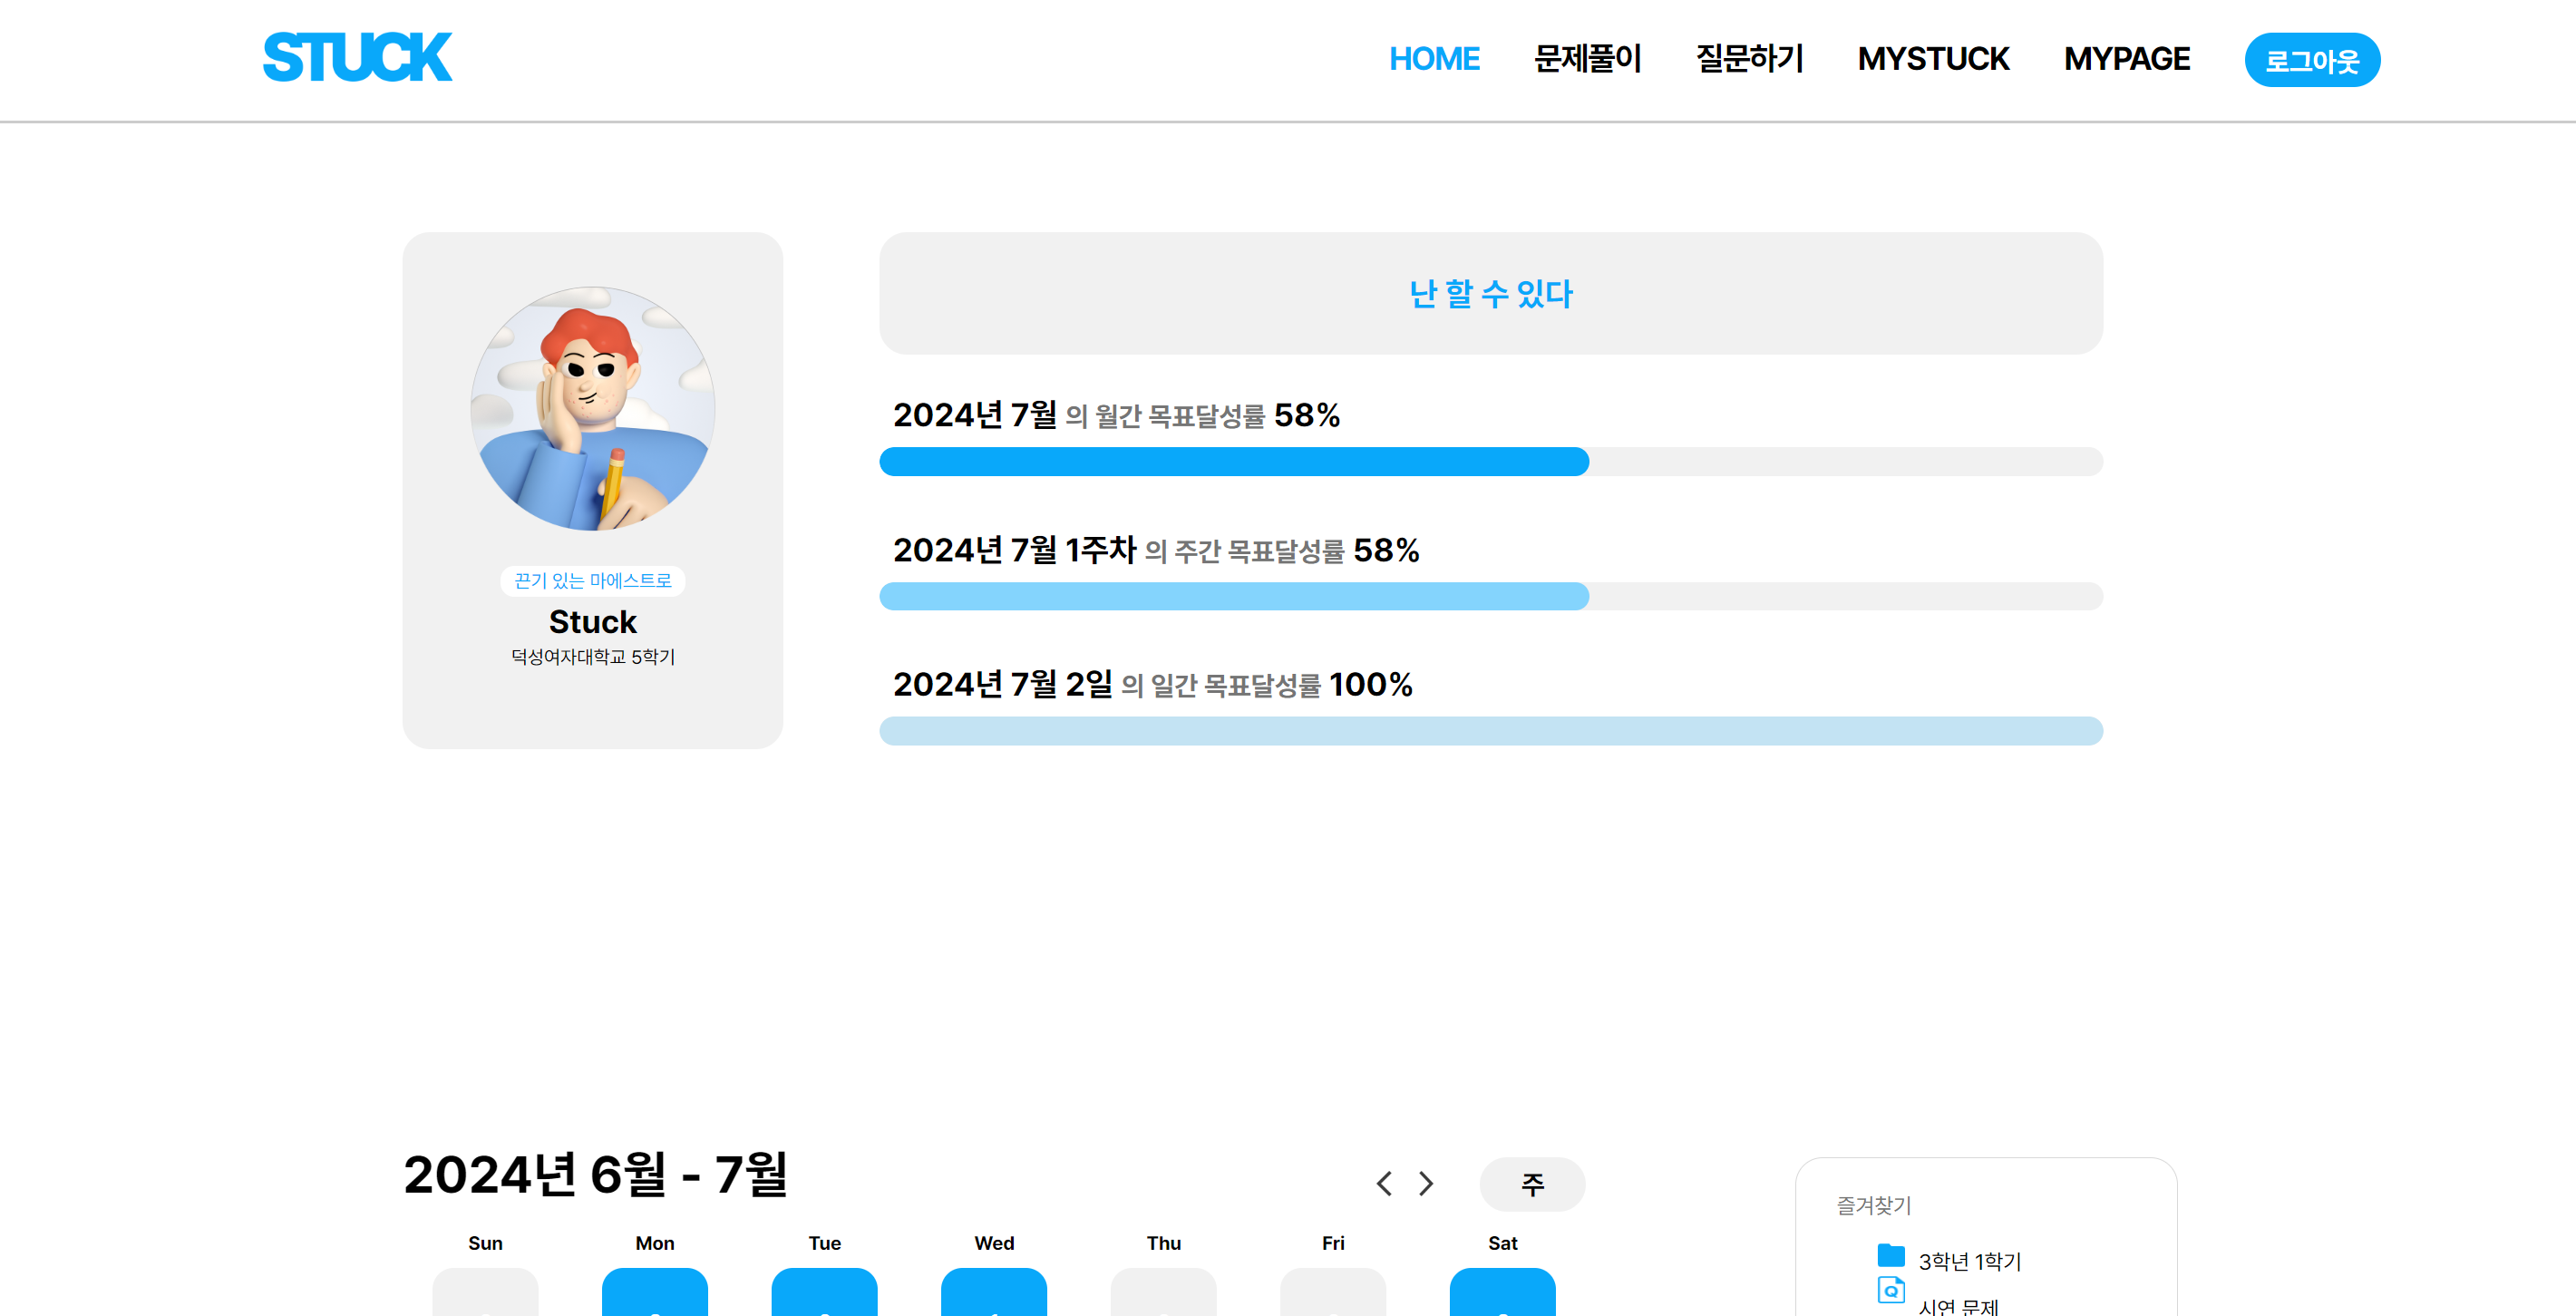 STUCK
HOME 문제풀이 질문하기 MYSTUCK MYPAGE 로그아웃
난 할 수 있다
2024년 7월 의 월간 목표달성률 58%
2024년 7월 1주차 의 주간 목표달성률 58%
2024년 7월 2일 의 일간 목표달성률 100%
끈기 있는 마에스트로
Stuck
덕성여자대학교 5학기
2024년 6월 - 7월
주
Sun Mon Tue Wed Thu Fri Sat
즐겨찾기
3학년 1학기
Q
시연 문제